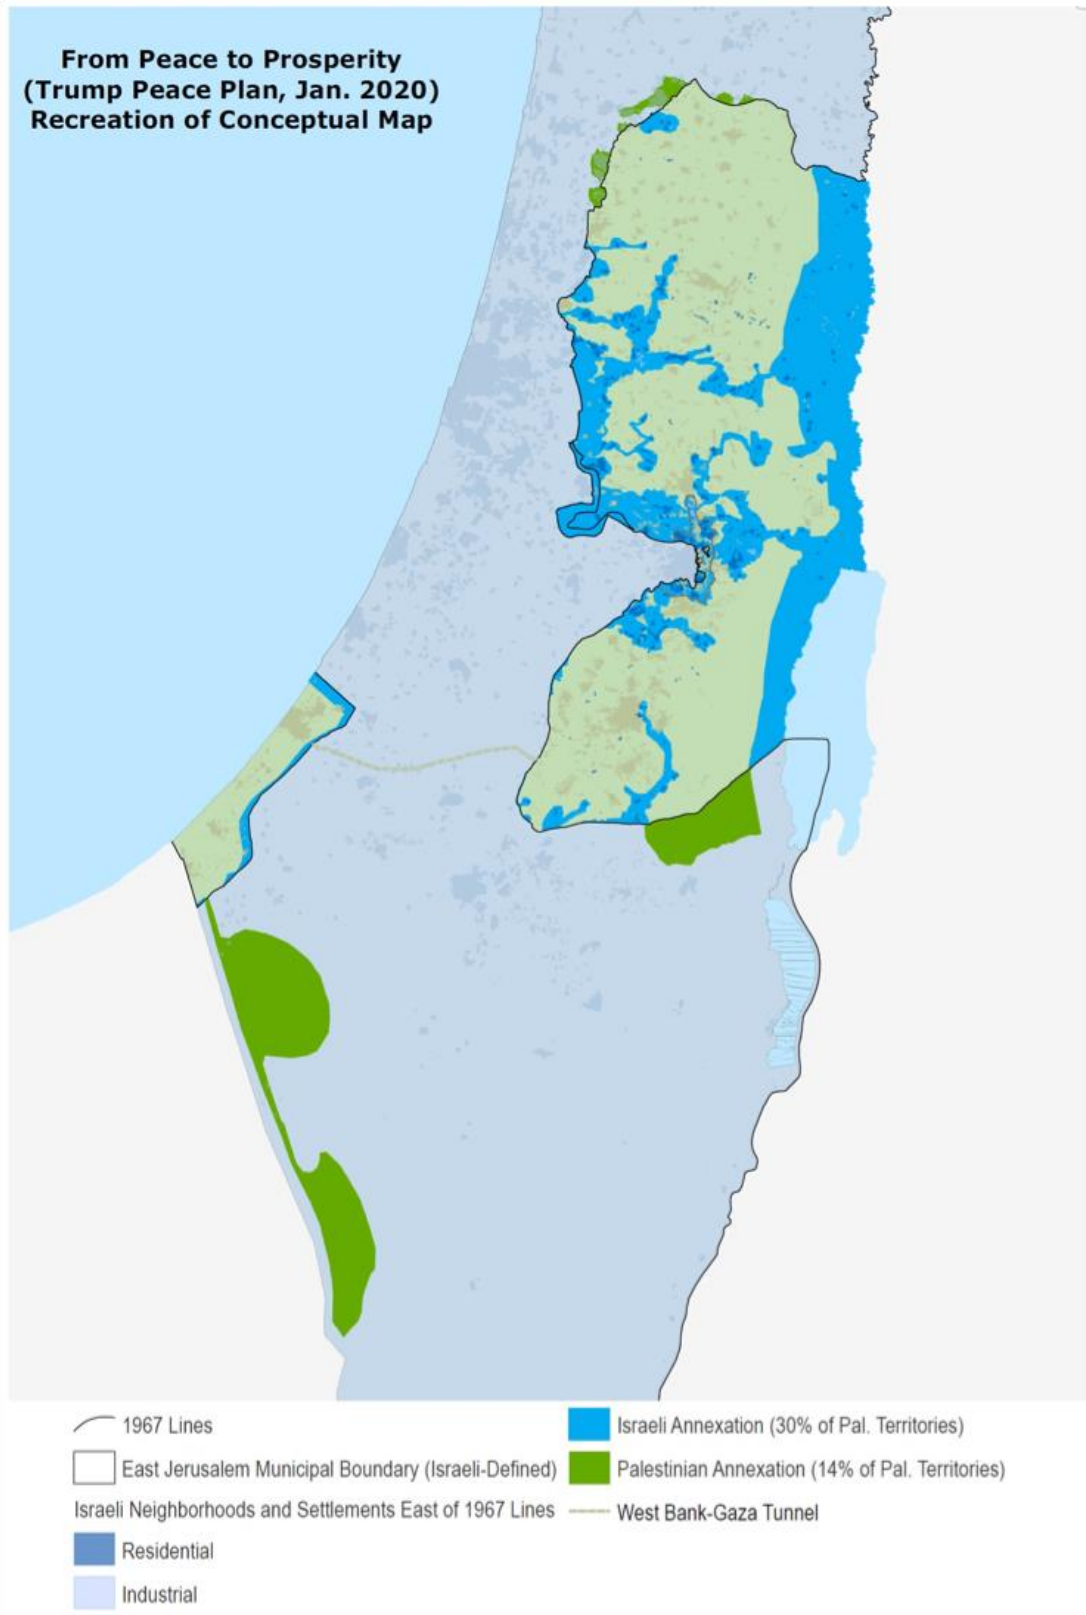 From Peace to Prosperity
(Trump Peace Plan, Jan. 2020)
Recreation of Conceptual Map
1967 Lines
East Jerusalem Municipal Boundary (Israeli-Defined)
Israeli Neighborhoods and Settlements East of 1967 Lines
Residential
Industrial
Israeli Annexation (30% of Pal. Territories)
Palestinian Annexation (14% of Pal. Territories)
West Bank-Gaza Tunnel